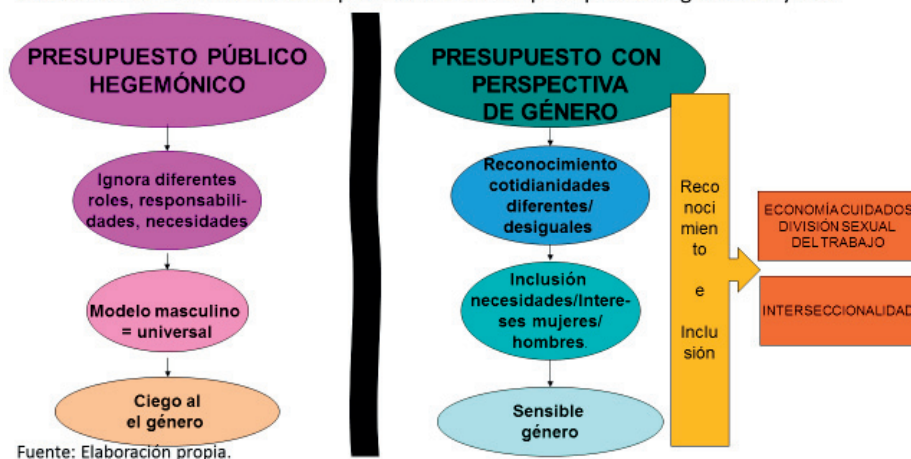 PRESUPUESTO PÚBLICO
HEGEMÓNICO
Ignora diferentes
roles, responsabili-
dades, necesidades
Modelo masculino
= universal
Ciego al
el género
PRESUPUESTO CON
PERSPECTIVA
DE GÉNERO
Reconocimiento
cotidianidades
diferentes/
desiguales
Inclusión
necesidades/Intere-
ses mujeres/
hombres.
Sensible
género
Reco
noci
mien
to
e
Inclu
sión
ECONOMÍA CUIDADOS
DIVISIÓN SEXUAL
DEL TRABAJO
INTERSECCIONALIDAD
Fuente: Elaboración propia.